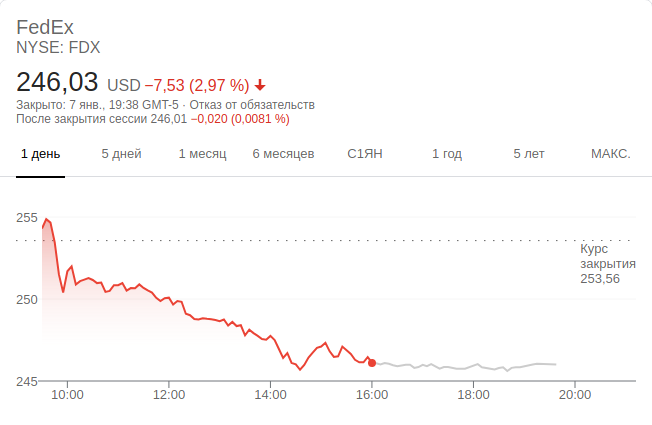 FedEx
NYSE: FDX
246,03 USD −7,53 (2,97 %)
Закрыто: 7 янв., 19:38 GMT-5 · Отказ от обязательств
После закрытия сессии 246,01 −0,020 (0,0081 %)
1 день 5 дней 1 месяц 6 месяцев С1ЯН 1 год 5 лет МАКС.
255
Курс
закрытия
253,56
250
245
10:00 12:00 14:00 16:00 18:00 20:00